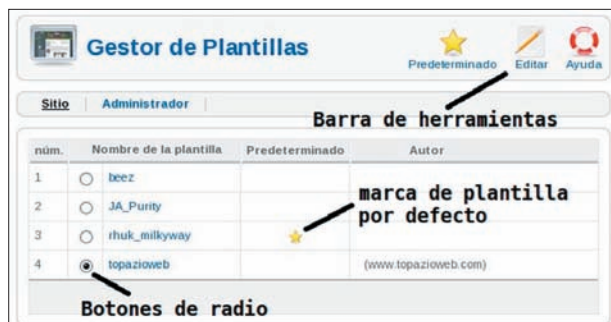 Gestor de Plantillas
Predeterminado Editar Ayuda
Sitio Administrador
Barra de herramientas
núm. Nombre de la plantilla Predeterminado Autor
1 beez
2 JA_Purity
marca de plantilla
por defecto
3 rhuk_milkyway
4 topazioweb (www.topazioweb.com)
Botones de radio